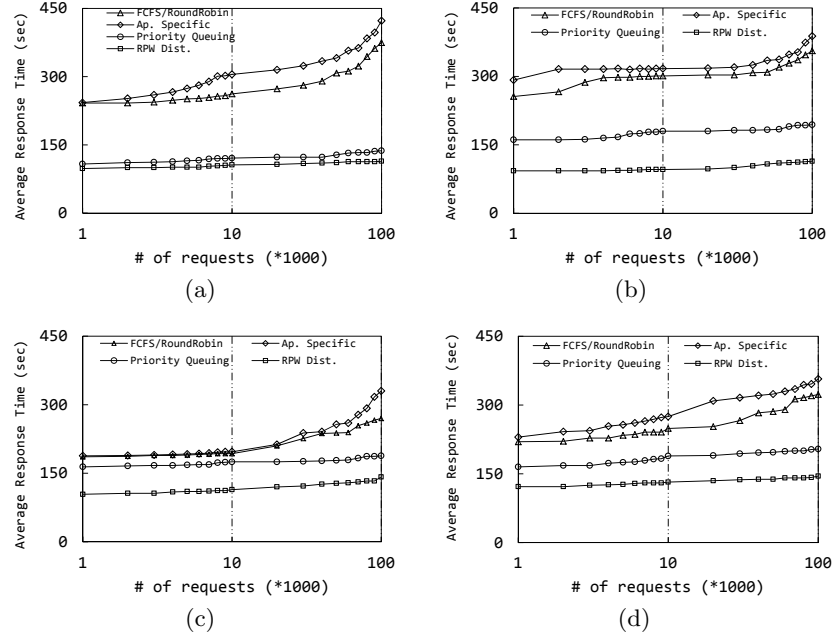 450
300
150
0
Average Response Time (sec)
FCFS/RoundRobin
Ap. Specific
Priority Queuing
RPW Dist.
1 10 100
# of requests (*1000)
(a)
450
300
150
0
Average Response Time (sec)
FCFS/RoundRobin Ap. Specific
Priority Queuing RPW Dist.
1 10 100
# of requests (*1000)
(b)
450
300
150
0
Average Response Time (sec)
FCFS/RoundRobin Ap. Specific
Priority Queuing RPW Dist.
1 10 100
# of requests (*1000)
(c)
450
300
150
0
Average Response Time (sec)
FCFS/RoundRobin Ap. Specific
Priority Queuing RPW Dist.
1 10 100
# of requests (*1000)
(d)